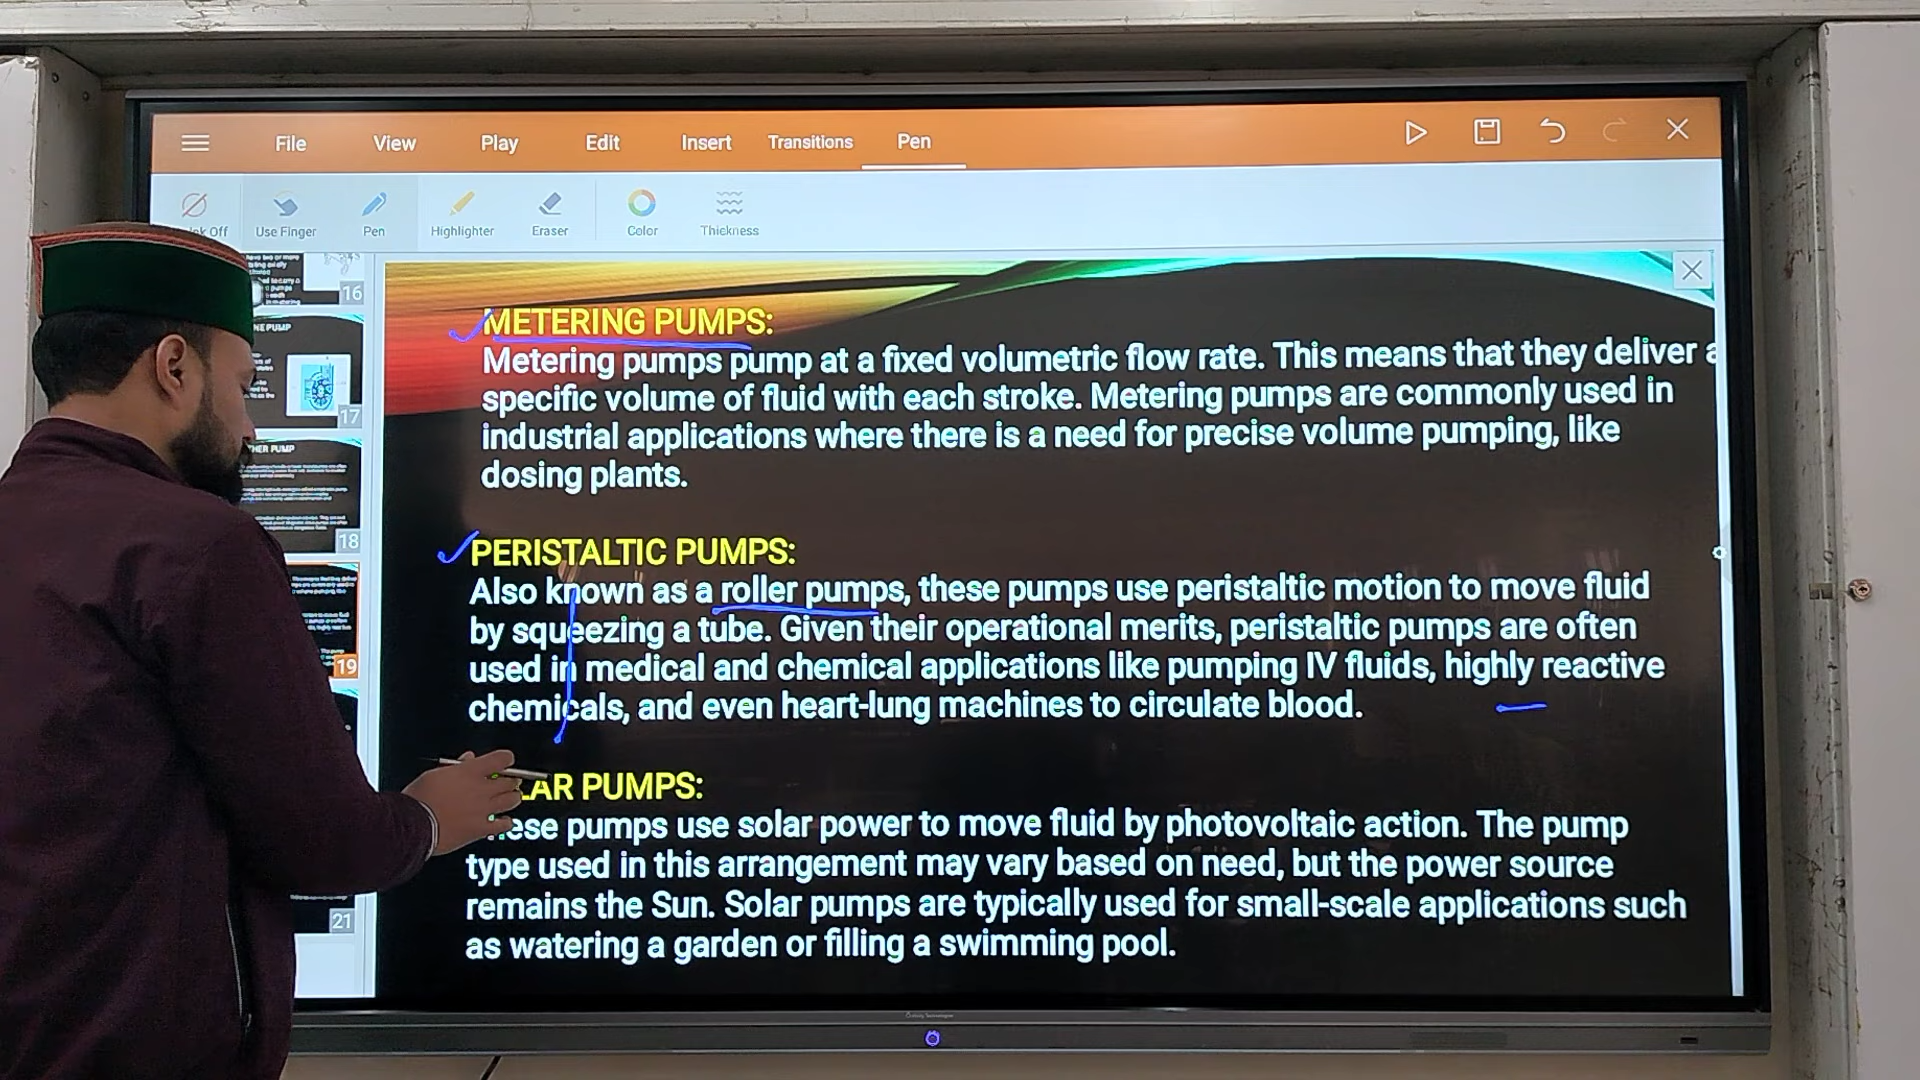 File View Play Edit Insert Transitions Pen
Use Finger Pen Highlighter Eraser Color Thickness
16
17
18
19
21
METERING PUMPS:
Metering pumps pump at a fixed volumetric flow rate. This means that they deliver a
specific volume of fluid with each stroke. Metering pumps are commonly used in
industrial applications where there is a need for precise volume pumping, like
dosing plants.
PERISTALTIC PUMPS:
Also known as a roller pumps, these pumps use peristaltic motion to move fluid
by squeezing a tube. Given their operational merits, peristaltic pumps are often
used in medical and chemical applications like pumping IV fluids, highly reactive
chemicals, and even heart-lung machines to circulate blood.
LAR PUMPS:
hese pumps use solar power to move fluid by photovoltaic action. The pump
type used in this arrangement may vary based on need, but the power source
remains the Sun. Solar pumps are typically used for small-scale applications such
as watering a garden or filling a swimming pool.